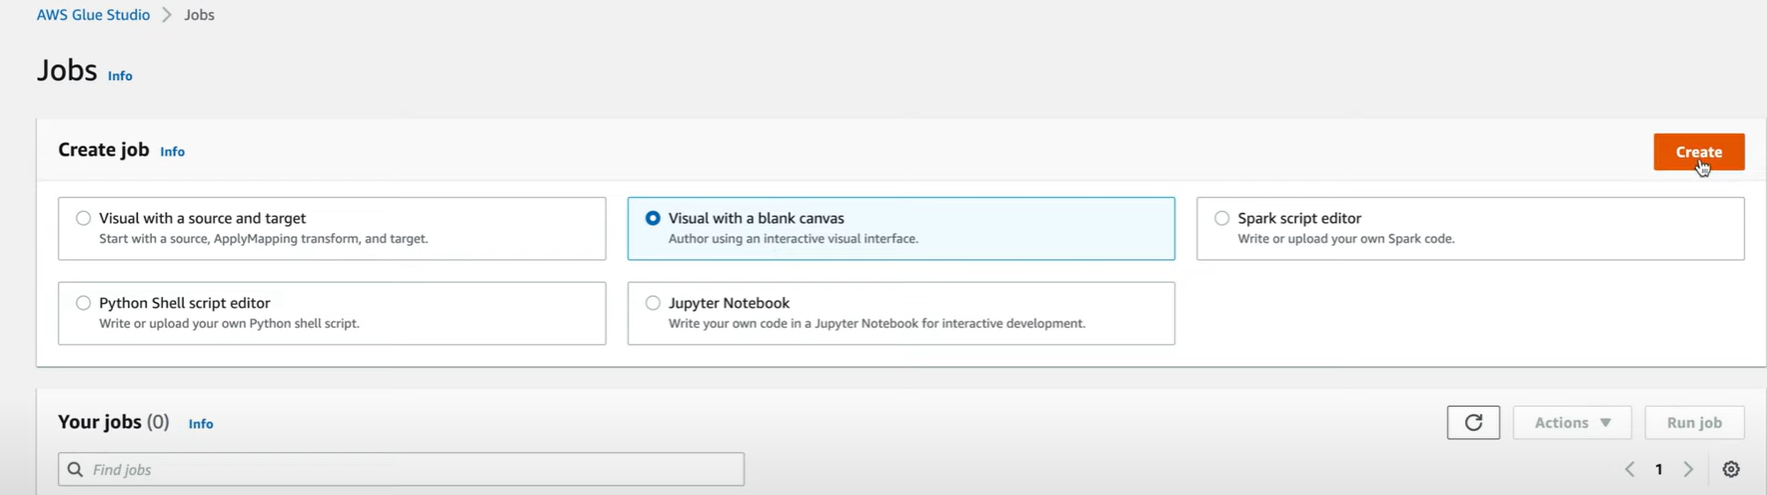 AWS Glue Studio > Jobs
Jobs Info
Create job Info
Create
Visual with a source and target
Start with a source, ApplyMapping transform, and target.
Visual with a blank canvas
Author using an interactive visual interface.
Spark script editor
Write or upload your own Spark code.
Python Shell script editor
Write or upload your own Python shell script.
Jupyter Notebook
Write your own code in a Jupyter Notebook for interactive development.
Your jobs (0) Info
Actions
Run job
Find jobs
1